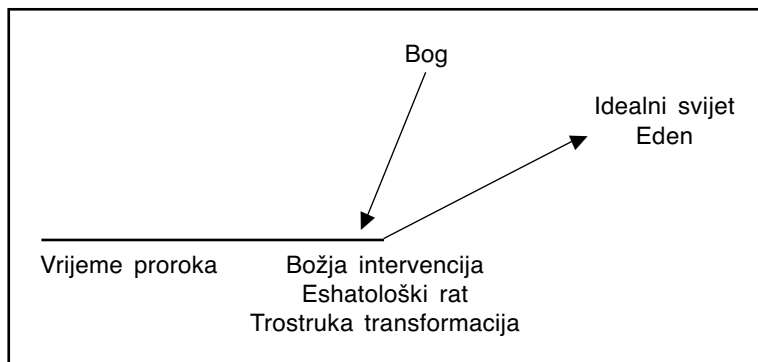 Bog
Idealni svijet
Eden
Vrijeme proroka
Božja intervencija
Eshatološki rat
Trostruka transformacija